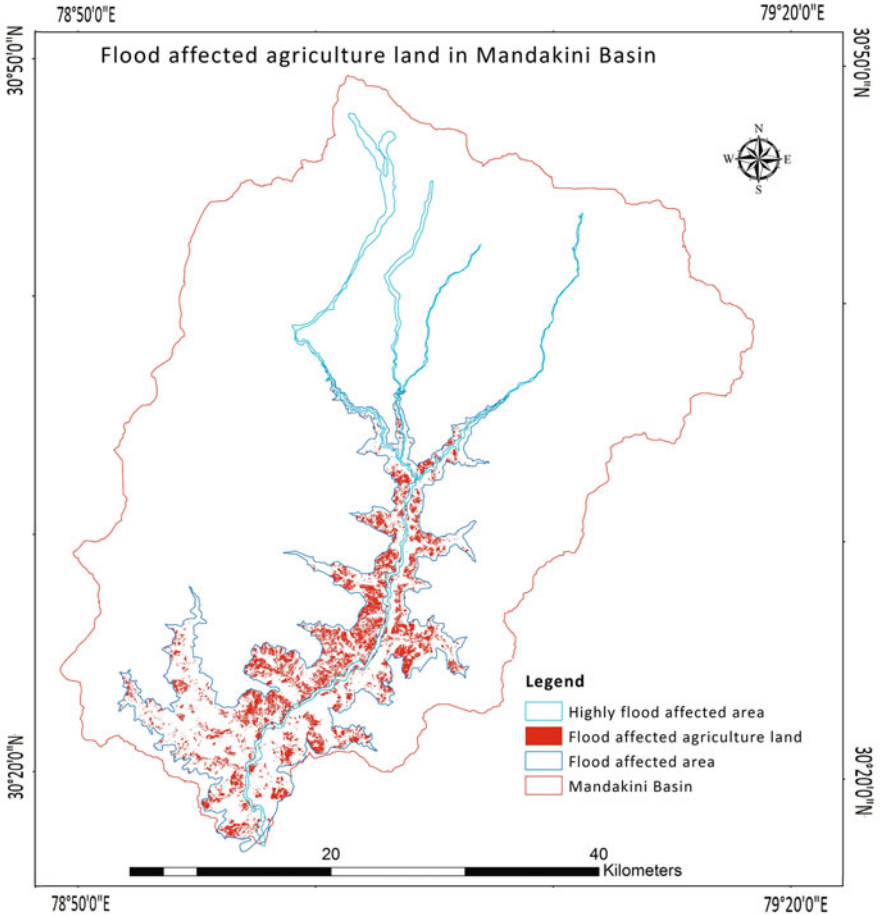 78°50'0"E 79°20'0"E
30°50'0"N
30°50'0"N
Flood affected agriculture land in Mandakini Basin
N
W E
S
Legend
Highly flood affected area
Flood affected agriculture land
Flood affected area
Mandakini Basin
30°20'0"N
30°20'0"N
20 40
Kilometers
78°50'0"E 79°20'0"E